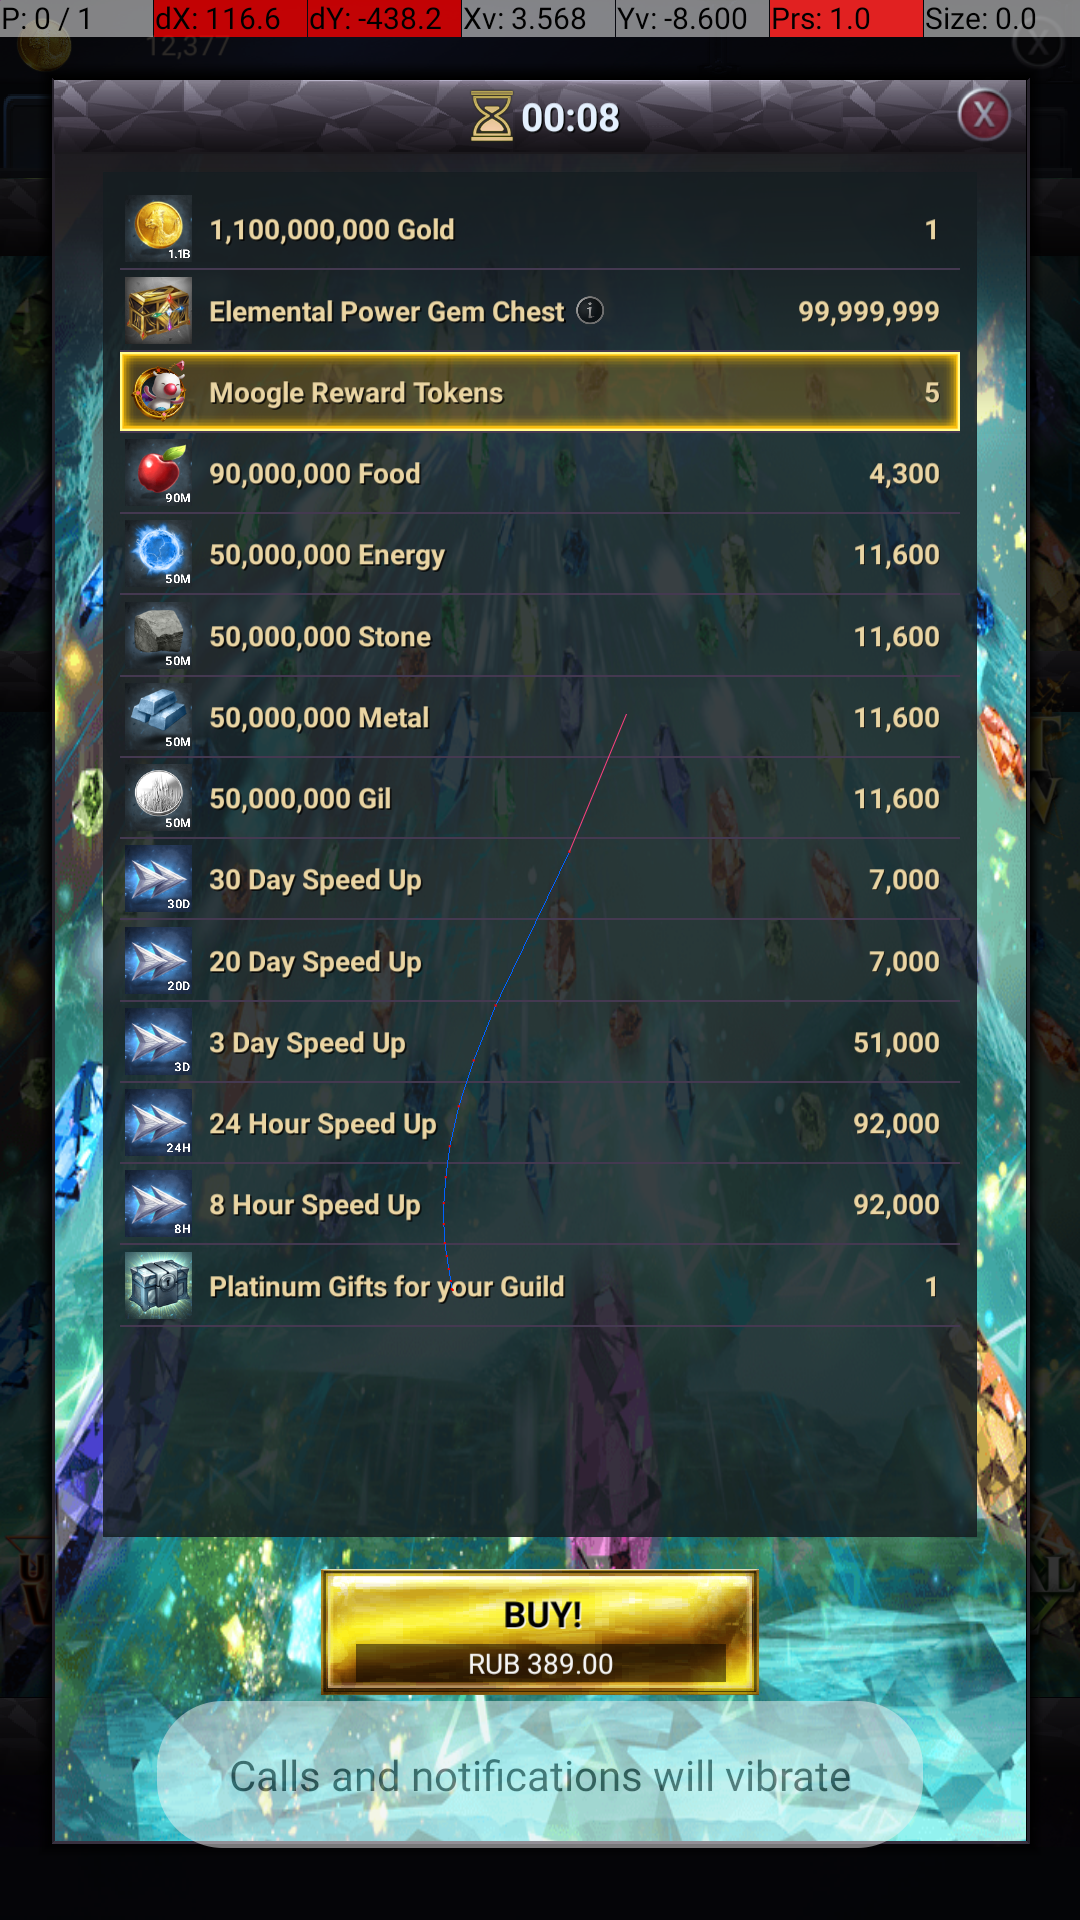 P: 0 / 1 dX: 116.6 dY: -438.2 Xv: 3.568 Yv: -8.600 Prs: 1.0 Size: 0.0
12,377 X
00:08 X
1,100,000,000 Gold 1
1.1B
Elemental Power Gem Chest i 99,999,999
Moogle Reward Tokens 5
90,000,000 Food 4,300
90M
50,000,000 Energy 11,600
50M
50,000,000 Stone 11,600
50M
50,000,000 Metal 11,600
50M
50,000,000 Gil 11,600
50M
30 Day Speed Up 7,000
30D
20 Day Speed Up 7,000
20D
3 Day Speed Up 51,000
3D
24 Hour Speed Up 92,000
24H
8 Hour Speed Up 92,000
8H
Platinum Gifts for your Guild 1
BUY!
RUB 389.00
Calls and notifications will vibrate